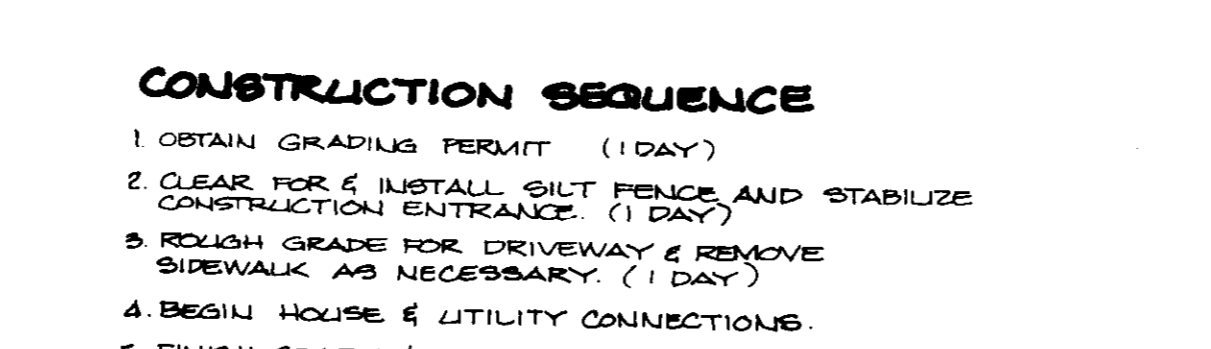 CONSTRUCTION SEQUENCE
1. OBTAIN GRADING PERMIT (1 DAY)
2. CLEAR FOR & INSTALL SILT FENCE AND STABILIZE
CONSTRUCTION ENTRANCE. (1 DAY)
3. ROUGH GRADE FOR DRIVEWAY & REMOVE
SIDEWALK AS NECESSARY. (1 DAY)
4. BEGIN HOUSE & UTILITY CONNECTIONS.